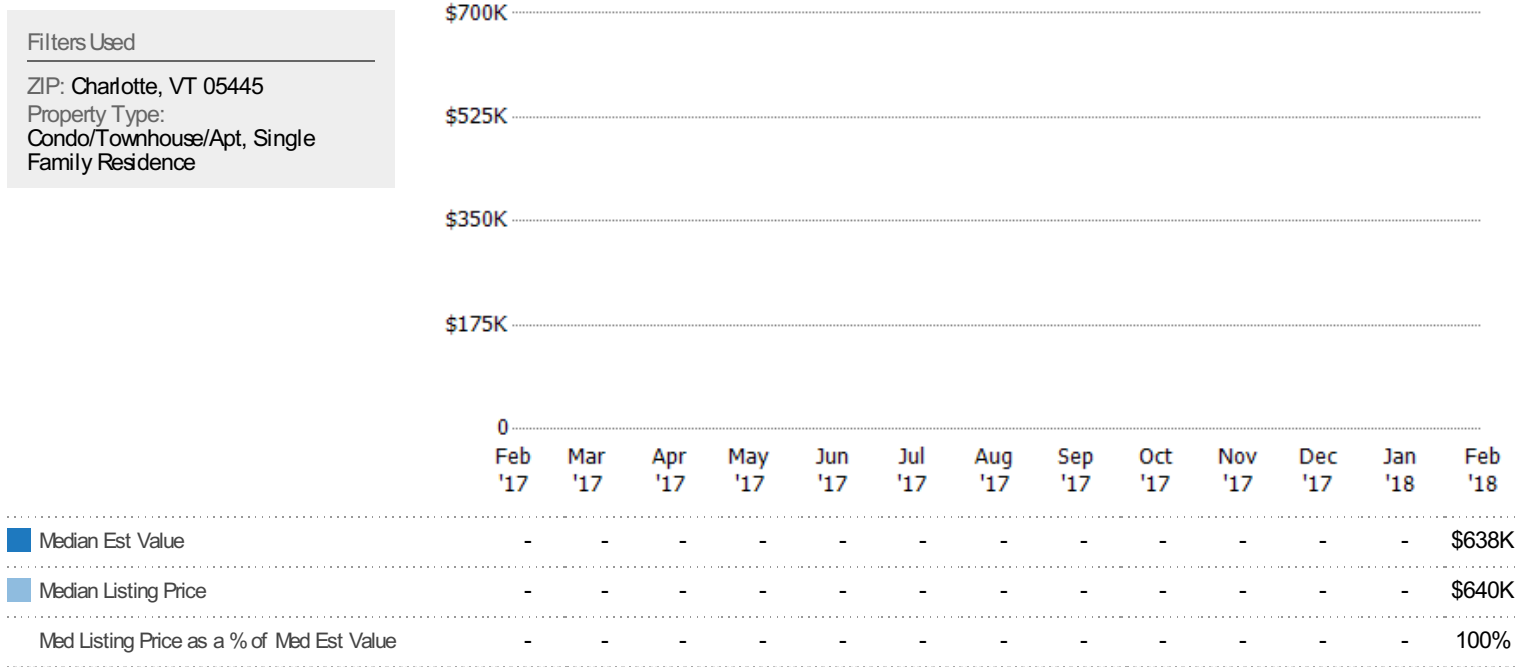 Filters Used
ZIP: Charlotte, VT 05445
Property Type:
Condo/Townhouse/Apt, Single
Family Residence
$700K
$525K
$350K
$175K
0
Feb Mar Apr May Jun Jul Aug Sep Oct Nov Dec Jan Feb
'17 '17 '17 '17 '17 '17 '17 '17 '17 '17 '17 '18 '18
Median Est Value - - - - - - - - - - - - $638K
Median Listing Price - - - - - - - - - - - - $640K
Med Listing Price as a % of Med Est Value - - - - - - - - - - - - 100%